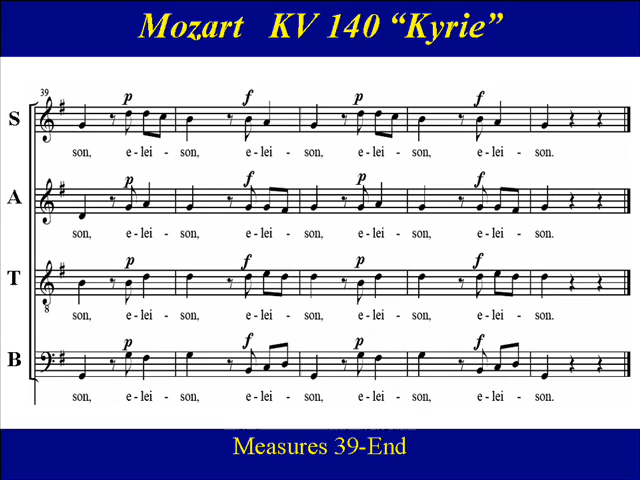 Mozart KV 140 “Kyrie”
39
p f p f
S
son, e - lei - son, e - lei - son, e - lei - son, e - lei - son.
p f p f
A
son, e - lei - son, e - lei - son, e - lei - son, e - lei - son.
p f p f
T
8
son, e - lei - son, e - lei - son, e - lei - son, e - lei - son.
p f p f
B
son, e - lei - son, e - lei - son, e - lei - son, e - lei - son.
Measures 39-End